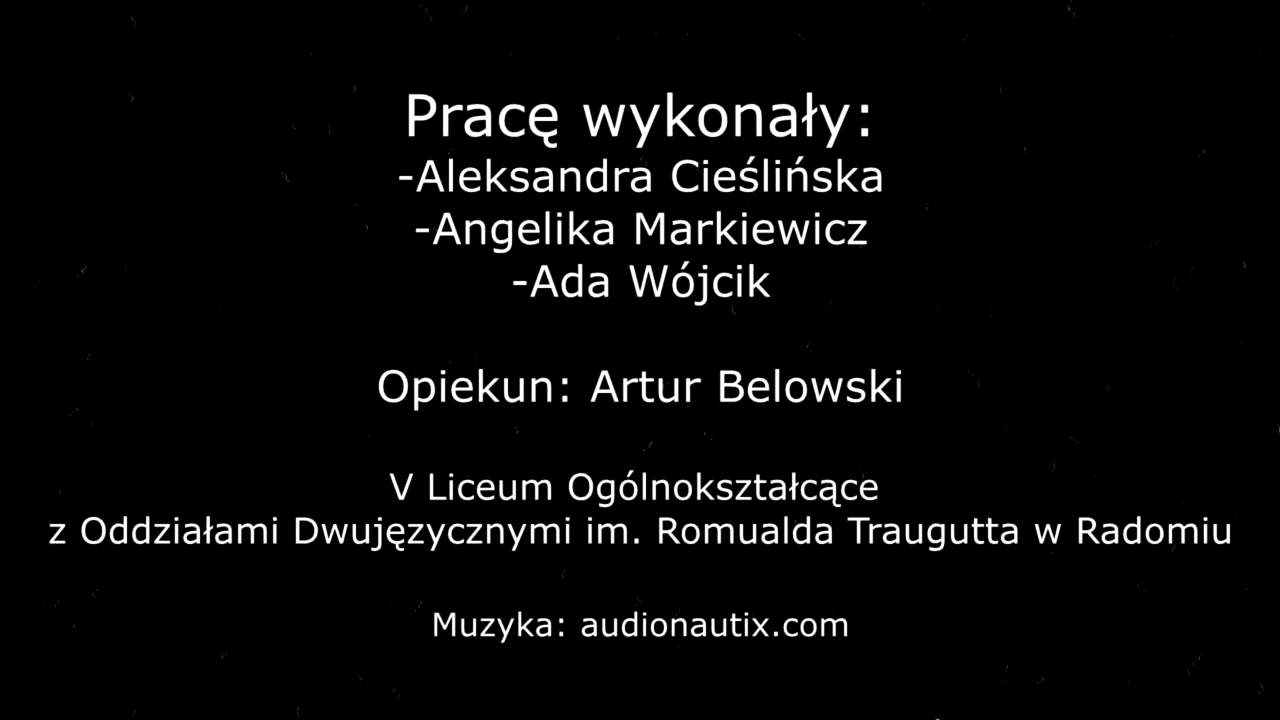 Pracę wykonały:
-Aleksandra Cieślińska
-Angelika Markiewicz
-Ada Wójcik
Opiekun: Artur Belowski
V Liceum Ogólnokształcące
z Oddziałami Dwujęzycznymi im. Romualda Traugutta w Radomiu
Muzyka: audionautix.com